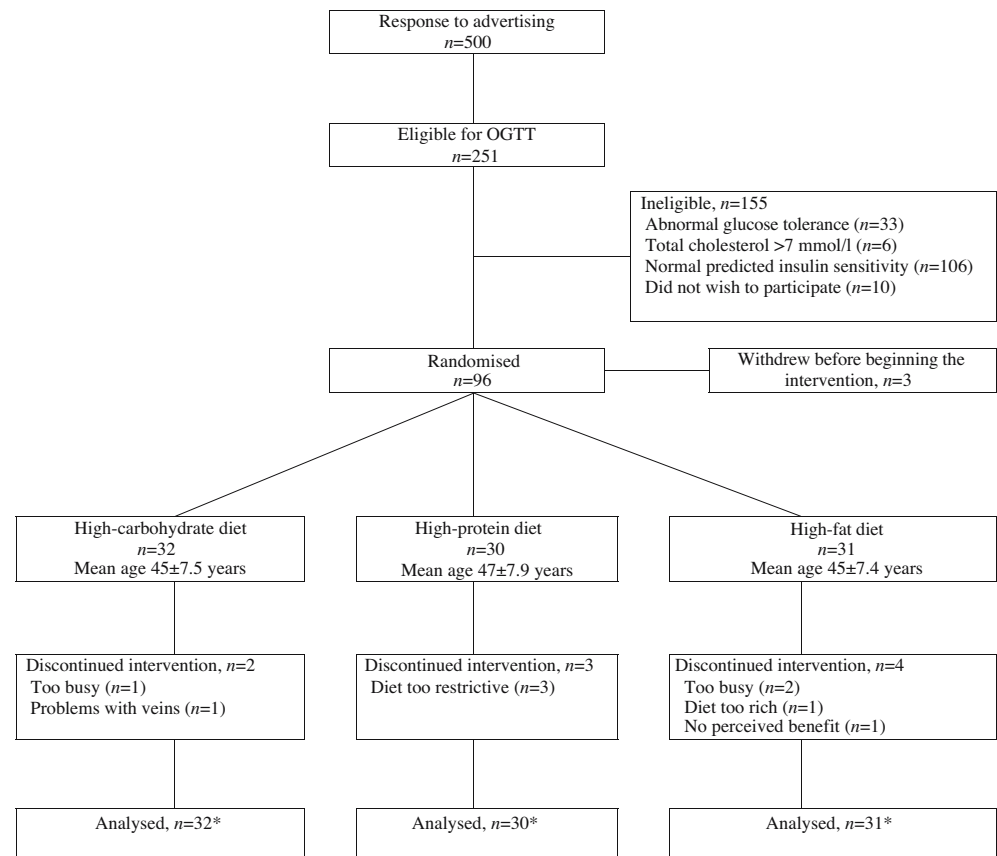 Response to advertising
n=500
Eligible for OGTT
n=251
Ineligible, n=155
Abnormal glucose tolerance (n=33)
Total cholesterol >7 mmol/l (n=6)
Normal predicted insulin sensitivity (n=106)
Did not wish to participate (n=10)
Randomised
n=96
Withdrew before beginning the
intervention, n=3
High-carbohydrate diet
n=32
Mean age 45±7.5 years
High-protein diet
n=30
Mean age 47±7.9 years
High-fat diet
n=31
Mean age 45±7.4 years
Discontinued intervention, n=2
Too busy (n=1)
Problems with veins (n=1)
Discontinued intervention, n=3
Diet too restrictive (n=3)
Discontinued intervention, n=4
Too busy (n=2)
Diet too rich (n=1)
No perceived benefit (n=1)
Analysed, n=32*
Analysed, n=30*
Analysed, n=31*